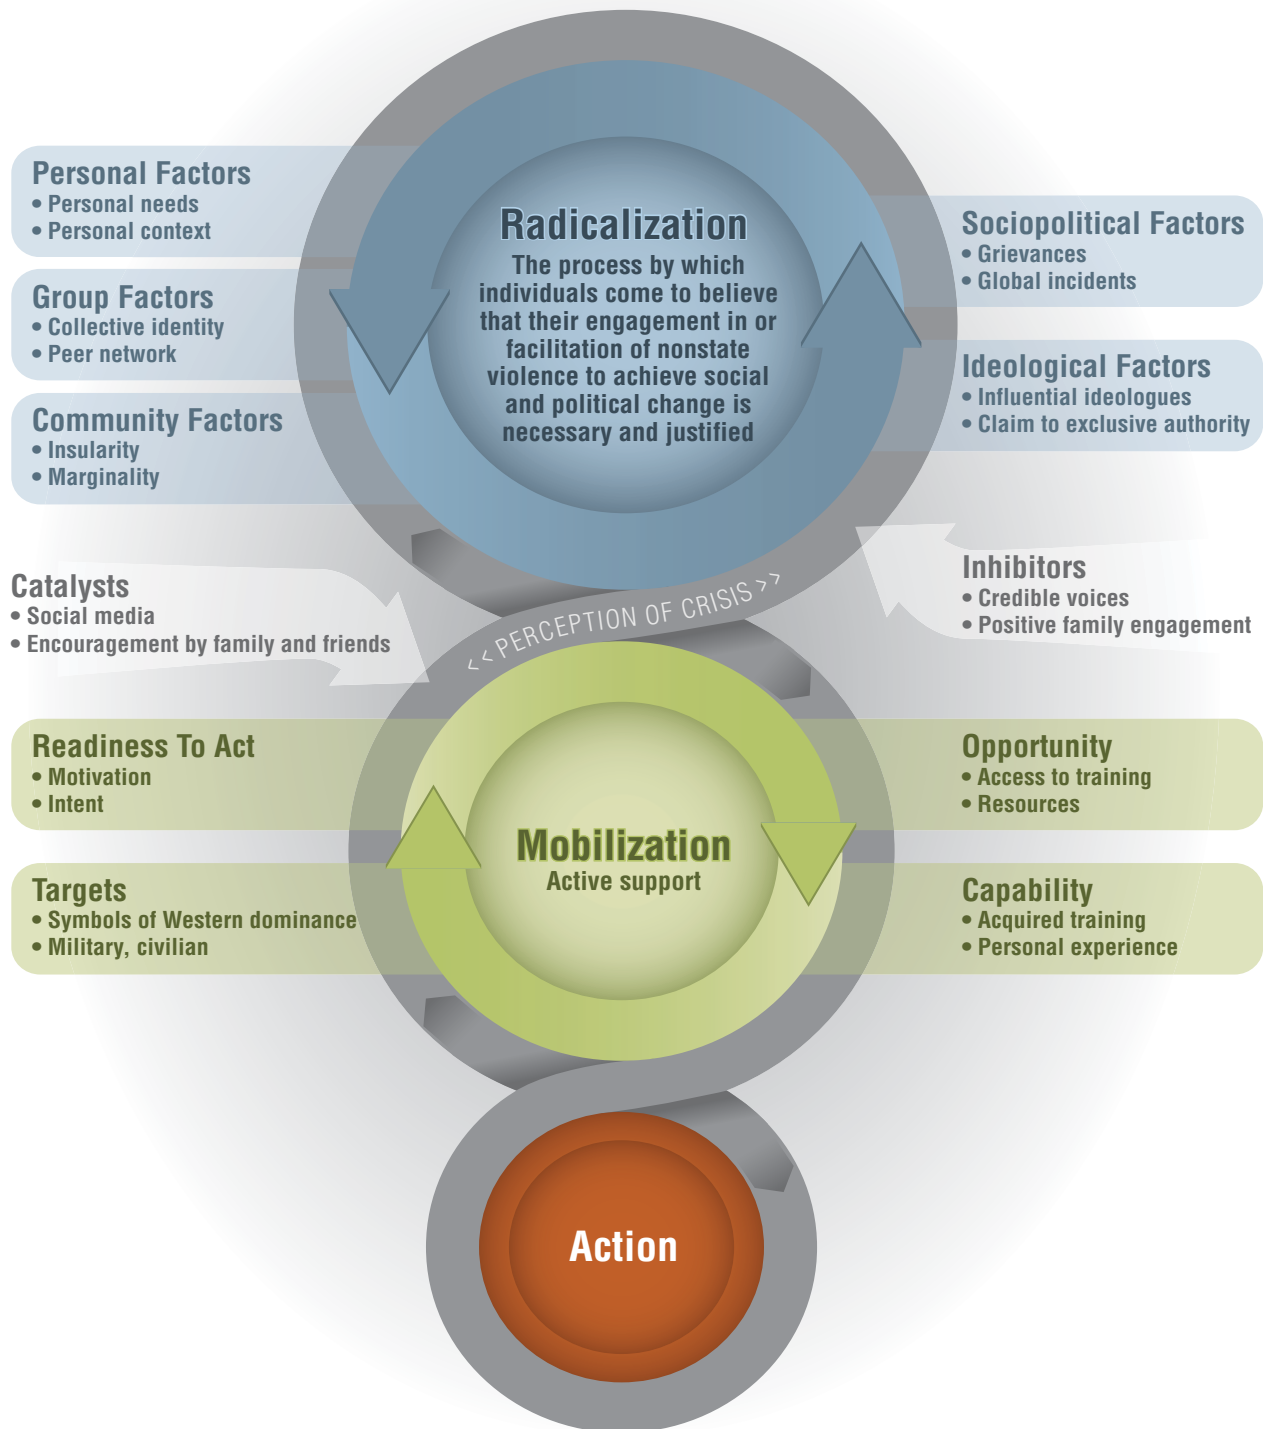 Personal Factors
• Personal needs
• Personal context
Group Factors
• Collective identity
• Peer network
Community Factors
• Insularity
• Marginality
Radicalization
The process by which
individuals come to believe
that their engagement in or
facilitation of nonstate
violence to achieve social
and political change is
necessary and justified
Sociopolitical Factors
• Grievances
• Global incidents
Ideological Factors
• Influential ideologues
• Claim to exclusive authority
Catalysts
• Social media
• Encouragement by family and friends
<< PERCEPTION OF CRISIS >>
Inhibitors
• Credible voices
• Positive family engagement
Readiness To Act
• Motivation
• Intent
Targets
• Symbols of Western dominance
• Military, civilian
Mobilization
Active support
Opportunity
• Access to training
• Resources
Capability
• Acquired training
• Personal experience
Action